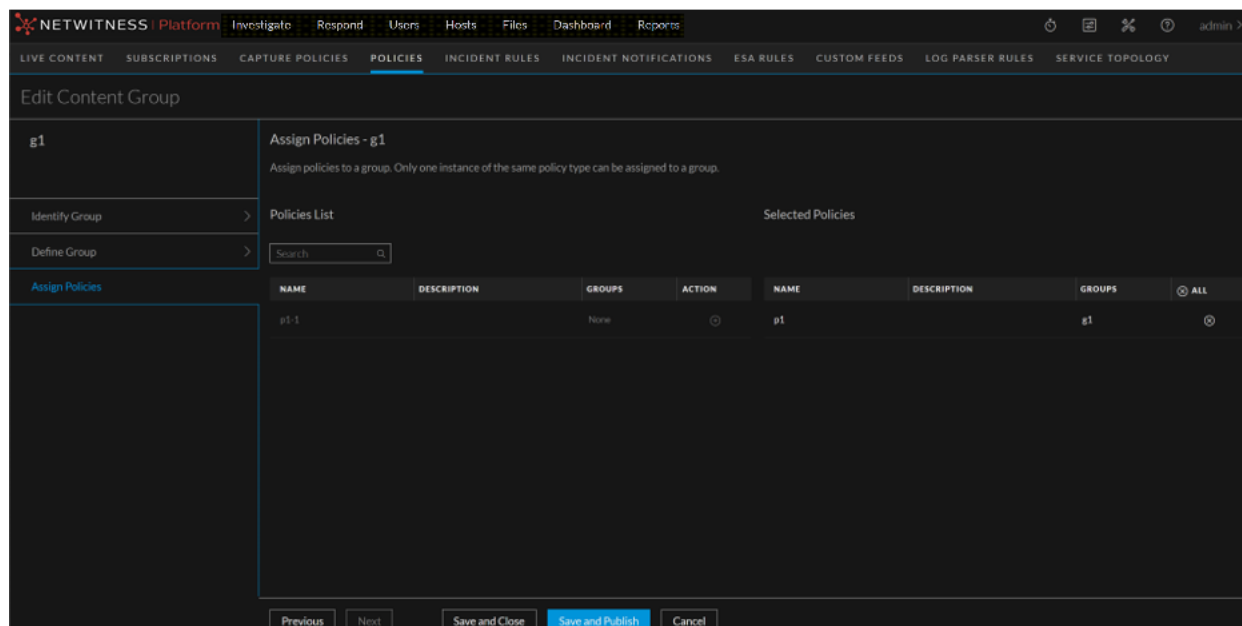 NETWITNESS Platform Investigate Respond Users Hosts Files Dashboard Reports admin
LIVE CONTENT SUBSCRIPTIONS CAPTURE POLICIES POLICIES INCIDENT RULES INCIDENT NOTIFICATIONS ESA RULES CUSTOM FEEDS LOG PARSER RULES SERVICE TOPOLOGY
Edit Content Group
g1
Assign Policies - g1
Assign policies to a group. Only one instance of the same policy type can be assigned to a group.
Identify Group
Define Group
Assign Policies
Policies List
Search
NAME DESCRIPTION GROUPS ACTION
p1-1 None
Selected Policies
NAME DESCRIPTION GROUPS ALL
p1 g1
Previous Next Save and Close Save and Publish Cancel